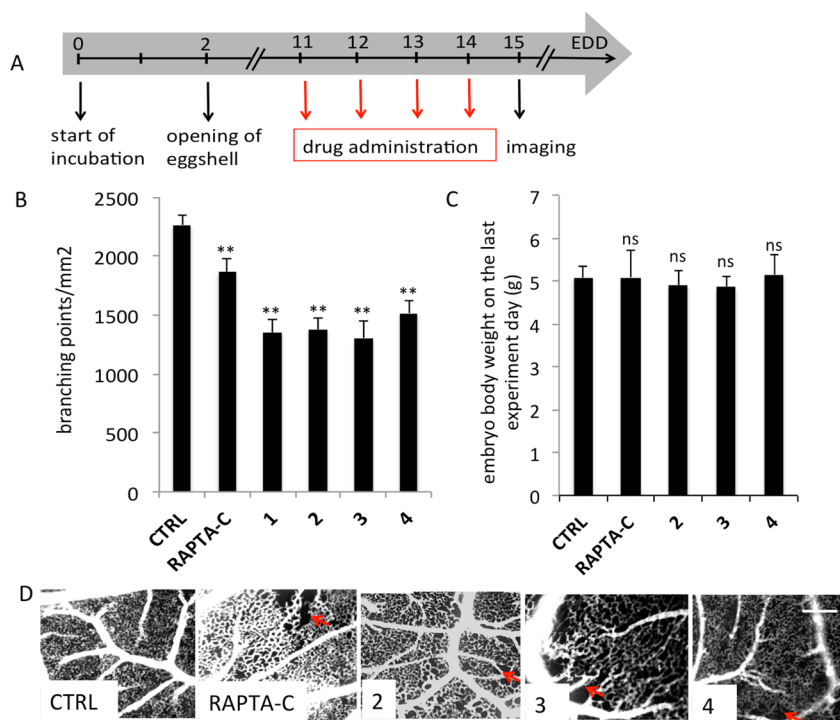 A
0 2 11 12 13 14 15 EDD
start of
incubation
opening of
eggshell
drug administration
imaging
B
branching points/mm2
2500
2000
1500
1000
500
0
**
**
**
**
**
CTRL
RAPTA-C
1
2
3
4
C
embryo body weight on the last
experiment day (g)
7
6
5
4
3
2
1
0
ns
ns
ns
ns
CTRL
RAPTA-C
2
3
4
D
CTRL
RAPTA-C
2
3
4